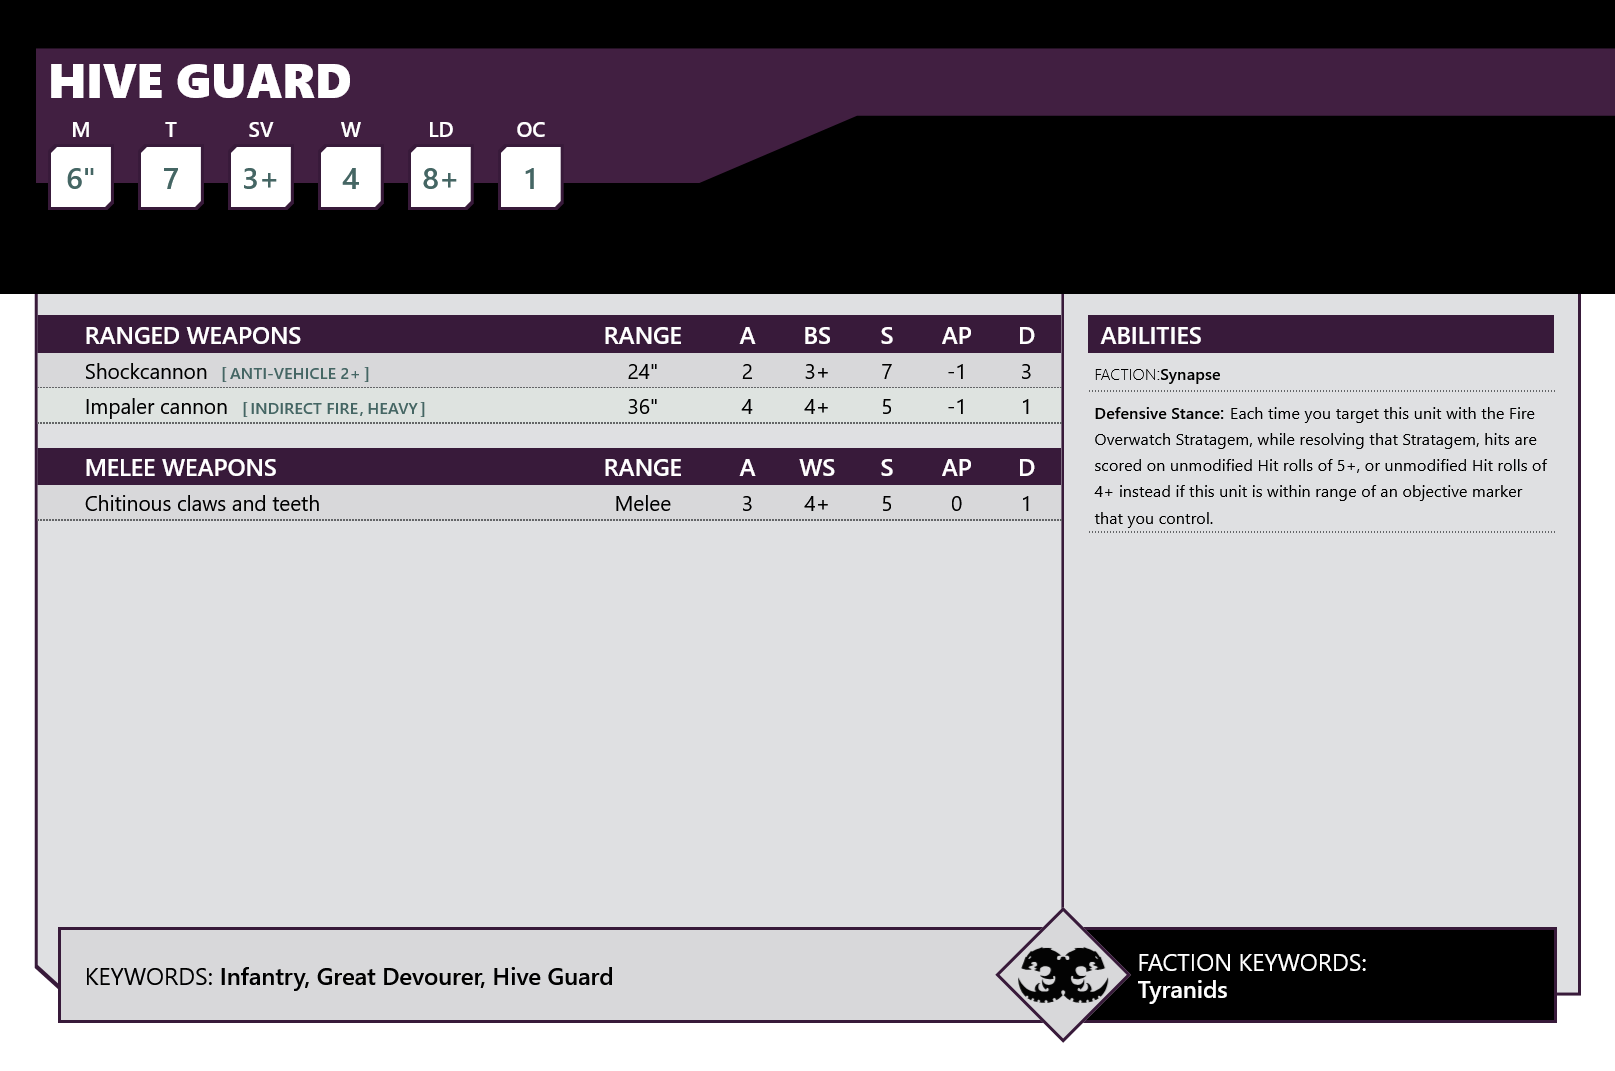 HIVE GUARD
M T SV W LD OC
6" 7 3+ 4 8+ 1
RANGED WEAPONS RANGE A BS S AP D
Shockcannon [ ANTI-VEHICLE 2+ ] 24" 2 3+ 7 -1 3
Impaler cannon [ INDIRECT FIRE, HEAVY ] 36" 4 4+ 5 -1 1
MELEE WEAPONS RANGE A WS S AP D
Chitinous claws and teeth Melee 3 4+ 5 0 1
ABILITIES
FACTION:Synapse
Defensive Stance: Each time you target this unit with the Fire
Overwatch Stratagem, while resolving that Stratagem, hits are
scored on unmodified Hit rolls of 5+, or unmodified Hit rolls of
4+ instead if this unit is within range of an objective marker
that you control.
KEYWORDS: Infantry, Great Devourer, Hive Guard
FACTION KEYWORDS:
Tyranids